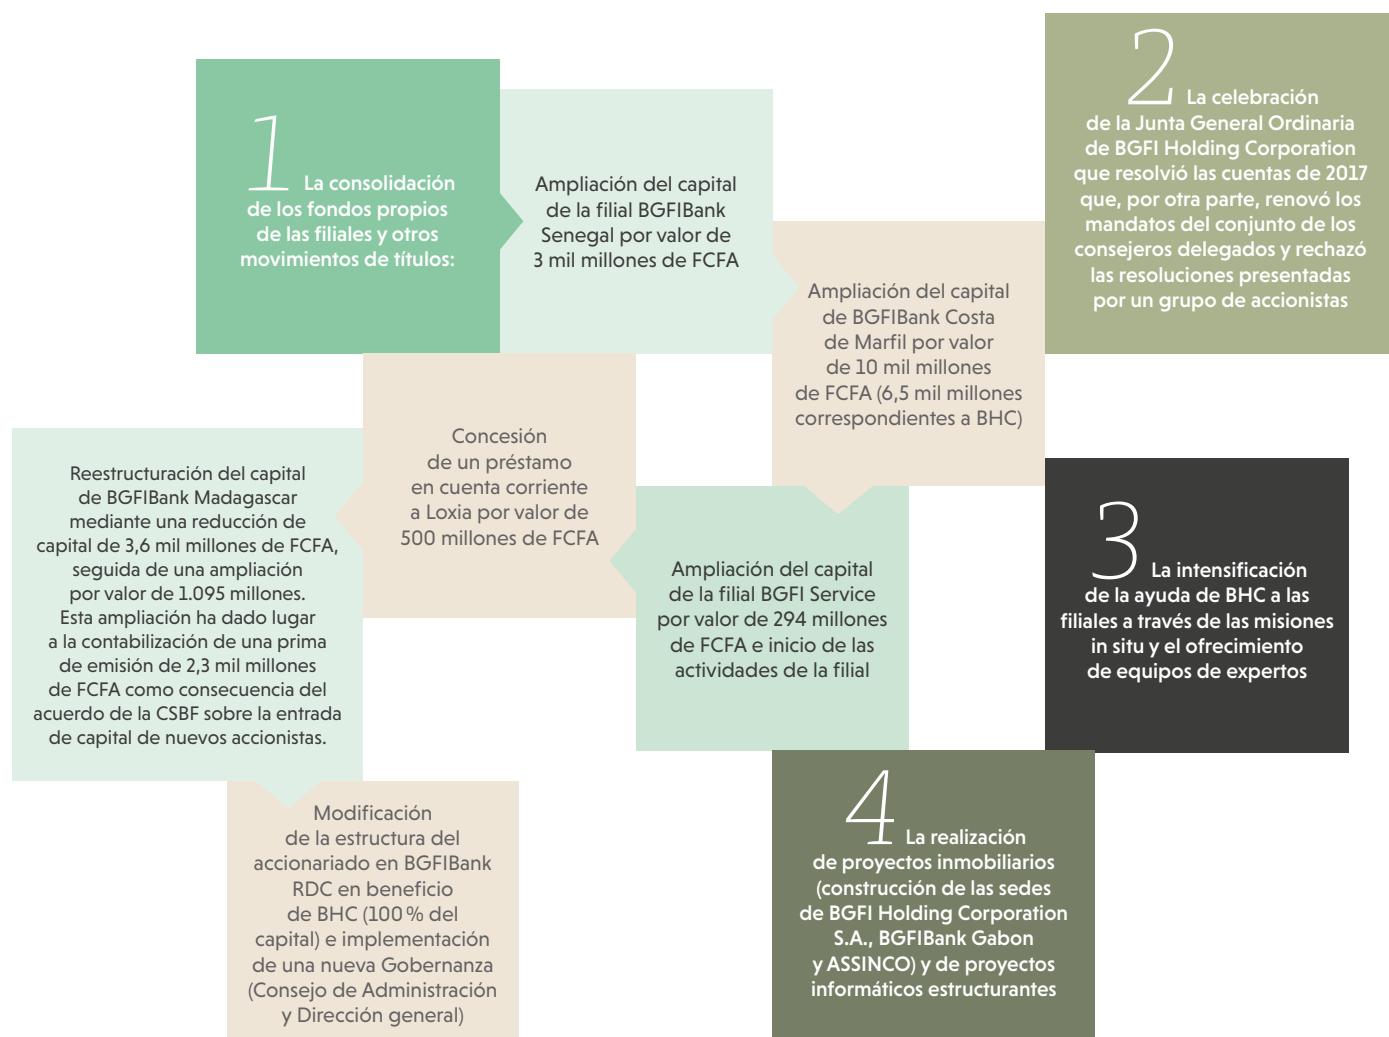 1 La consolidación
de los fondos propios
de las filiales y otros
movimientos de títulos:
Ampliación del capital
de la filial BGFIBank
Senegal por valor de
3 mil millones de FCFA
Ampliación del capital
de BGFIBank Costa
de Marfil por valor
de 10 mil millones
de FCFA (6,5 mil millones
correspondientes a BHC)
Ampliación del capital
de la filial BGFI Service
por valor de 294 millones
de FCFA e inicio de las
actividades de la filial
Concesión
de un préstamo
en cuenta corriente
a Loxia por valor de
500 millones de FCFA
Reestructuración del capital
de BGFIBank Madagascar
mediante una reducción de
capital de 3,6 mil millones de FCFA,
seguida de una ampliación
por valor de 1.095 millones.
Esta ampliación ha dado lugar
a la contabilización de una prima
de emisión de 2,3 mil millones
de FCFA como consecuencia del
acuerdo de la CSBF sobre la entrada
de capital de nuevos accionistas.
Modificación
de la estructura del
accionariado en BGFIBank
RDC en beneficio
de BHC (100 % del
capital) e implementación
de una nueva Gobernanza
(Consejo de Administración
y Dirección general)
2 La celebración
de la Junta General Ordinaria
de BGFI Holding Corporation
que resolvió las cuentas de 2017
que, por otra parte, renovó los
mandatos del conjunto de los
consejeros delegados y rechazó
las resoluciones presentadas
por un grupo de accionistas
3 La intensificación
de la ayuda de BHC a las
filiales a través de las misiones
in situ y el ofrecimiento
de equipos de expertos
4 La realización
de proyectos inmobiliarios
(construcción de las sedes
de BGFI Holding Corporation
S.A., BGFIBank Gabon
y ASSINCO) y de proyectos
informáticos estructurantes